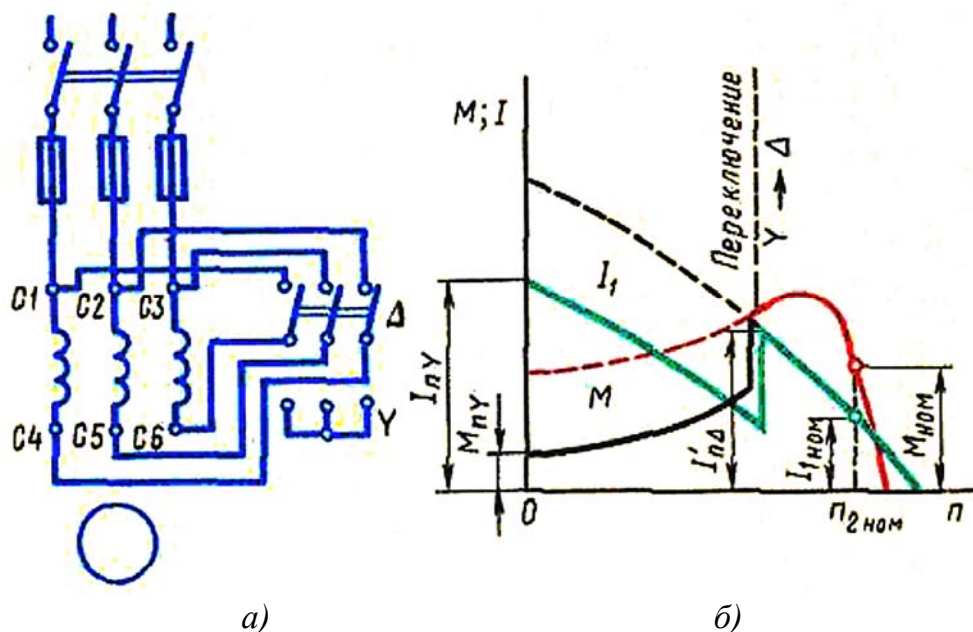 C1
C2
C3
Δ
Y
C4
C5
C6
а)
M; I
Переключение
Y → Δ
I₁
M
IпY
MпY
I'пΔ
I₁ном
Mном
0
n₂ном
n
б)